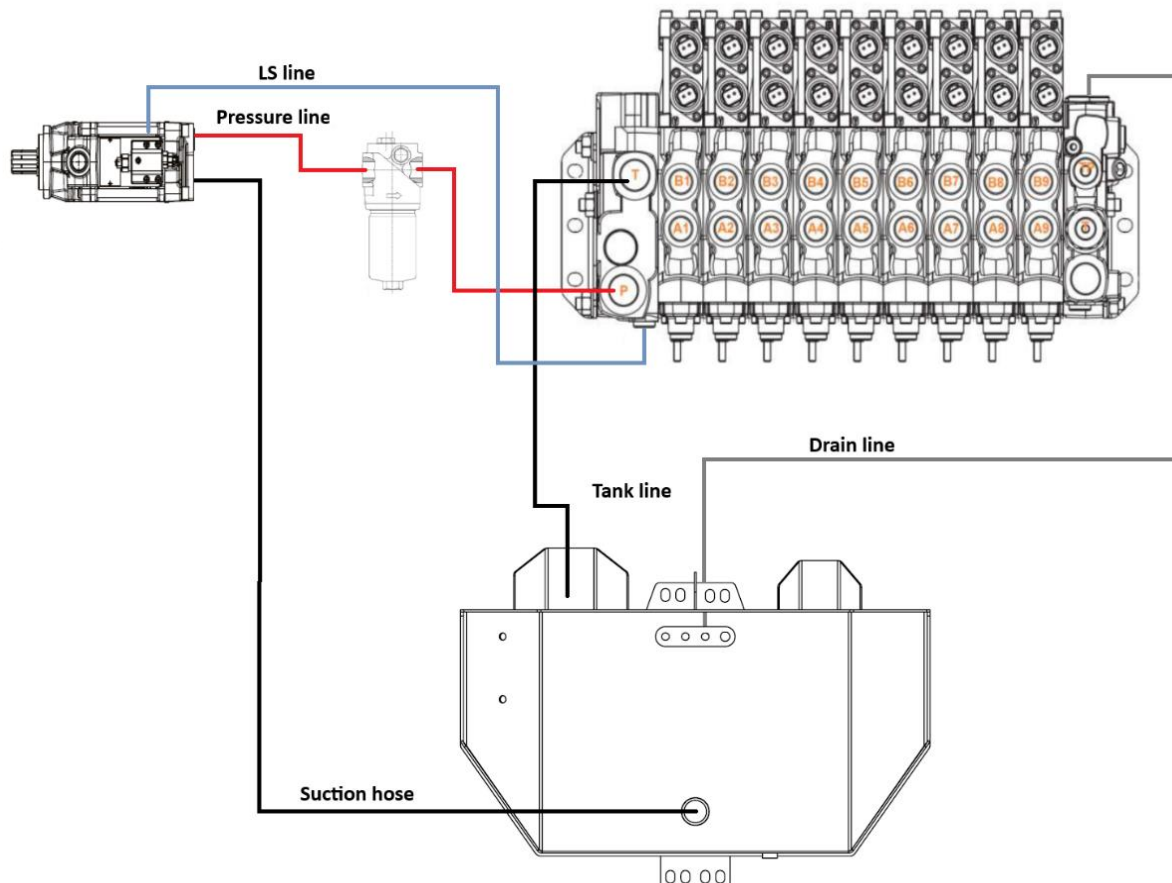 LS line
Pressure line
T
B1 B2 B3 B4 B5 B6 B7 B8 B9
A1 A2 A3 A4 A5 A6 A7 A8 A9
P
Drain line
Tank line
Suction hose